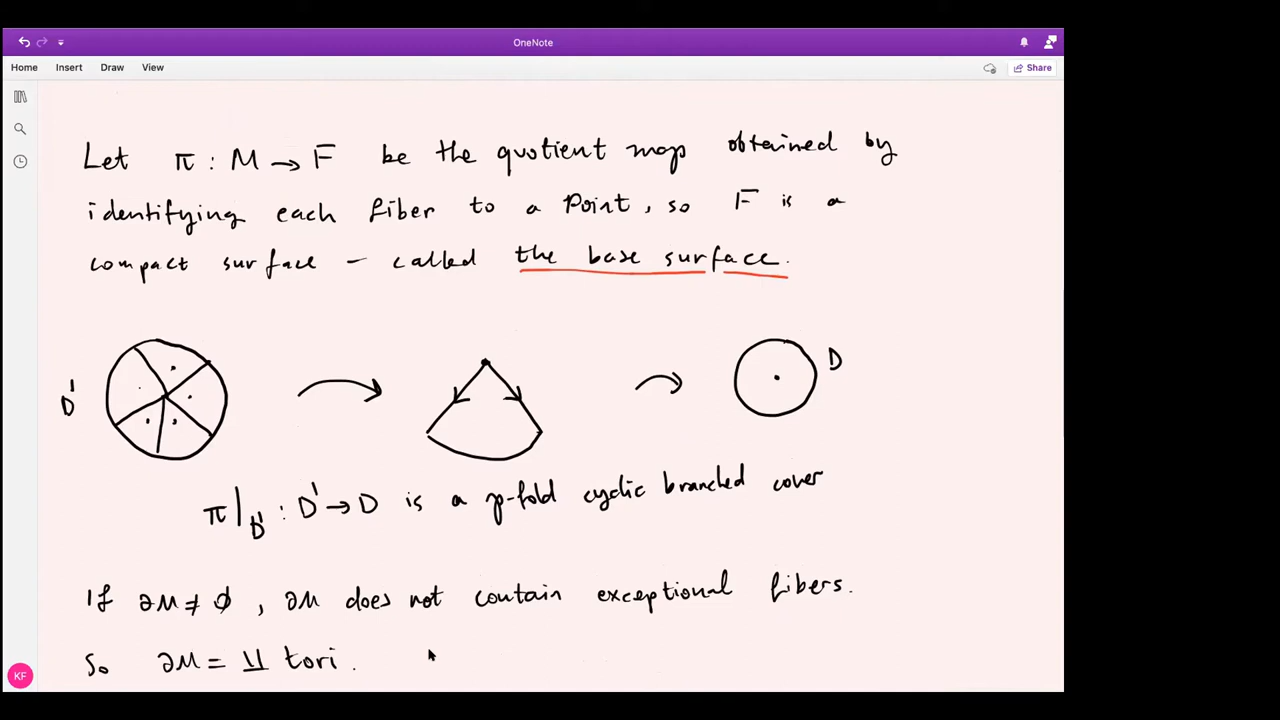 OneNote
Home Insert Draw View Share
Let π : M → F be the quotient map obtained by
identifying each fiber to a point, so F is a
compact surface – called the base surface.
D' D
π|_D' : D' → D is a p-fold cyclic branched cover
If ∂M ≠ ∅, ∂M does not contain exceptional fibers.
So ∂M = ⨿ tori.
KF